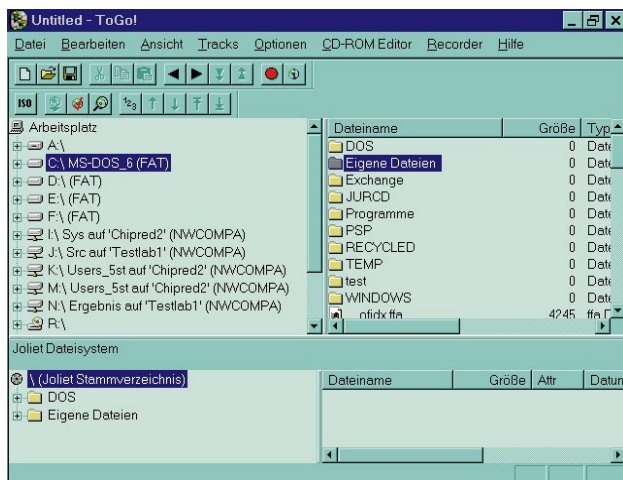 Untitled - ToGo!
Datei Bearbeiten Ansicht Tracks Optionen CD-ROM Editor Recorder Hilfe
ISO 123
Arbeitsplatz
A:\
C:\ MS-DOS_6 (FAT)
D:\ (FAT)
E:\ (FAT)
F:\ (FAT)
I:\ Sys auf 'Chipred2' (NWCOMPA)
J:\ Src auf 'Testlab1' (NWCOMPA)
K:\ Users_5st auf 'Chipred2' (NWCOMPA)
M:\ Users_5st auf 'Chipred2' (NWCOMPA)
N:\ Ergebnis auf 'Testlab1' (NWCOMPA)
R:\
Dateiname Größe Typ
DOS 0 Date
Eigene Dateien 0 Date
Exchange 0 Date
JURCD 0 Date
Programme 0 Date
PSP 0 Date
RECYCLED 0 Date
TEMP 0 Date
test 0 Date
WINDOWS 0 Date
ofidx.ffa 4245 ffa D
Joliet Dateisystem
\ (Joliet Stammverzeichnis)
DOS
Eigene Dateien
Dateiname Größe Attr Datum